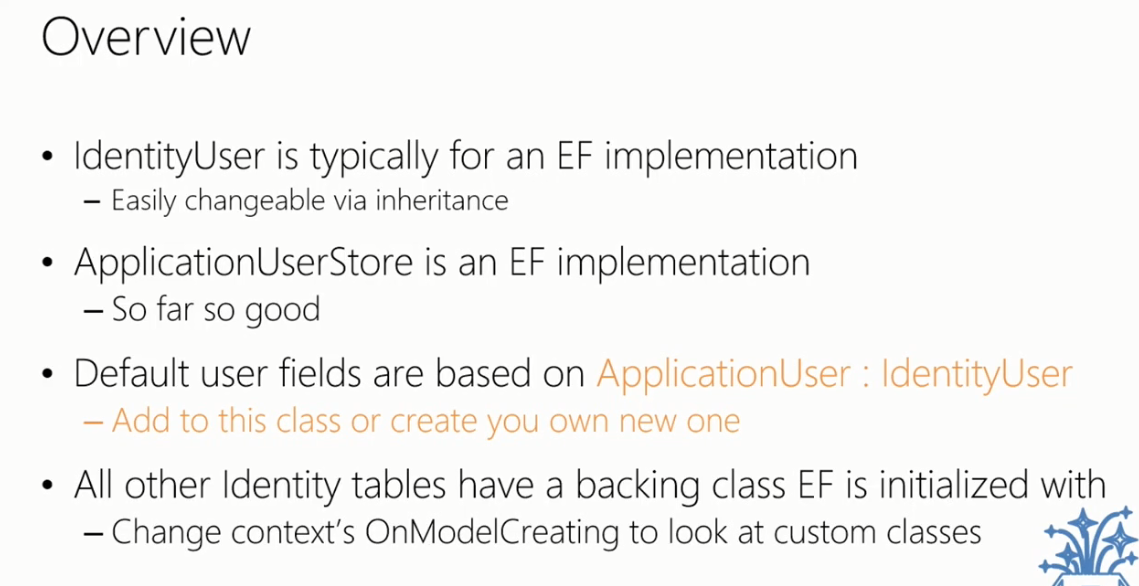 Overview
• IdentityUser is typically for an EF implementation
– Easily changeable via inheritance
• ApplicationUserStore is an EF implementation
– So far so good
• Default user fields are based on ApplicationUser : IdentityUser
– Add to this class or create you own new one
• All other Identity tables have a backing class EF is initialized with
– Change context’s OnModelCreating to look at custom classes